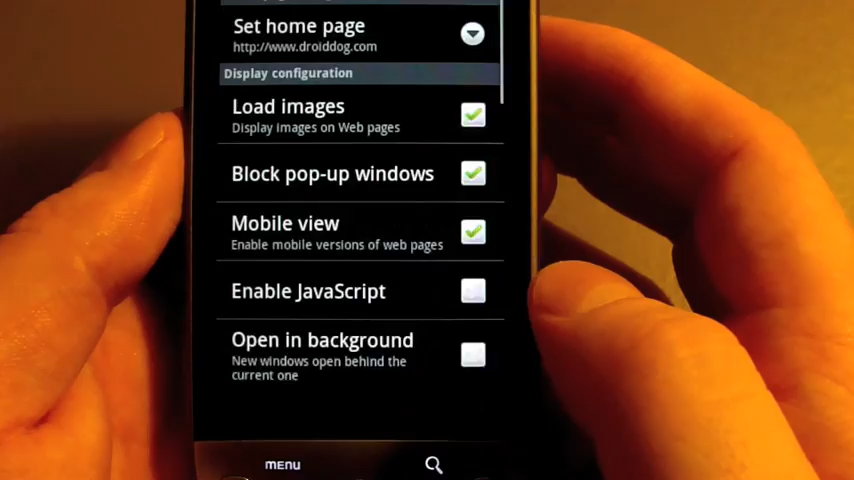 Set home page
http://www.droiddog.com
Display configuration
Load images
Display images on Web pages
Block pop-up windows
Mobile view
Enable mobile versions of web pages
Enable JavaScript
Open in background
New windows open behind the
current one
menu